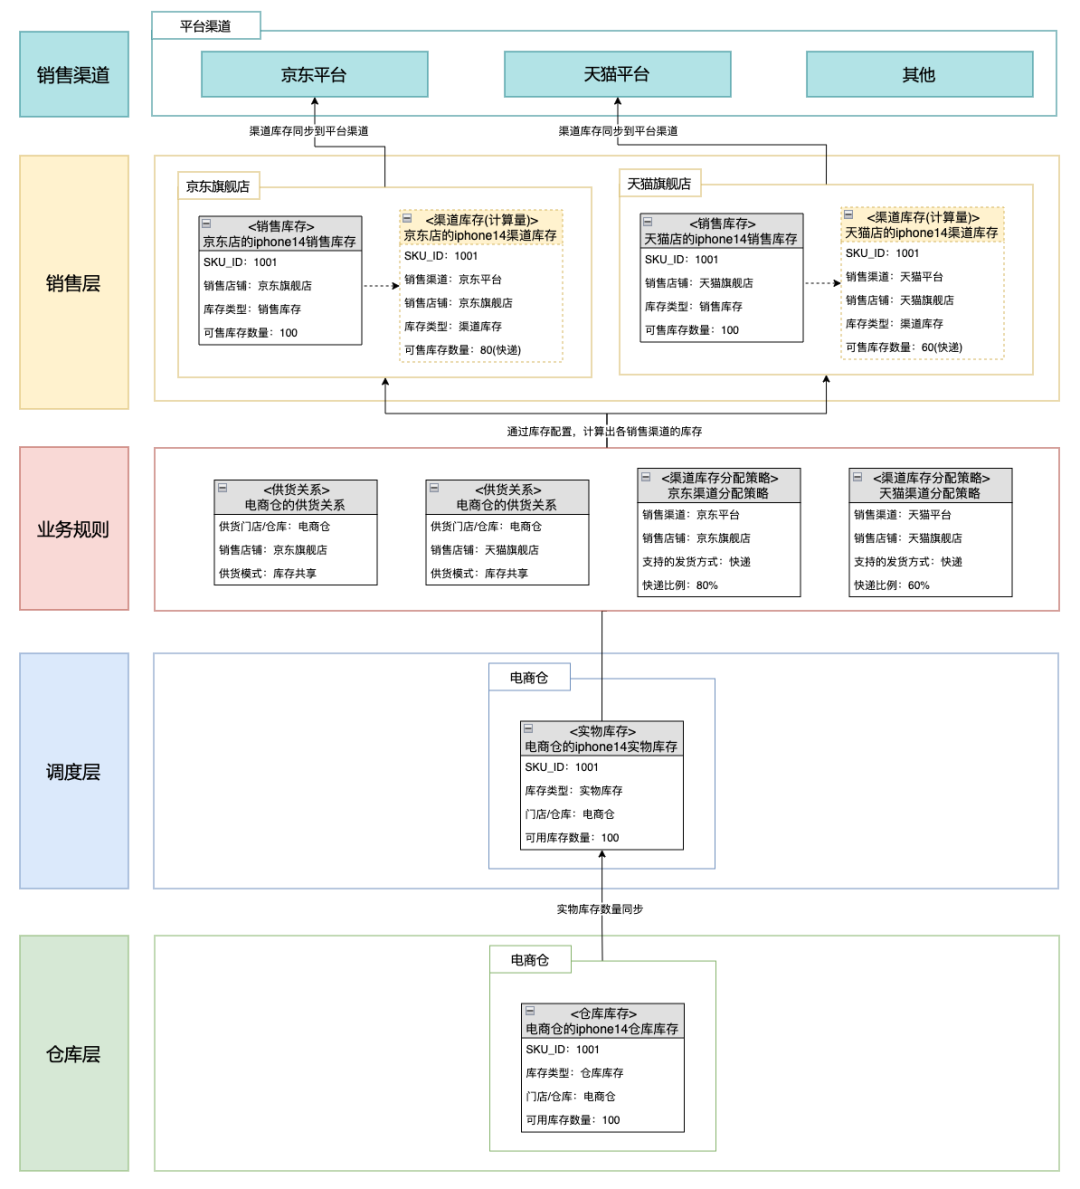 平台渠道
销售渠道
京东平台
天猫平台
其他
渠道库存同步到平台渠道
渠道库存同步到平台渠道
销售层
京东旗舰店
<销售库存>
京东店的iphone14销售库存
SKU_ID：1001
销售店铺：京东旗舰店
库存类型：销售库存
可售库存数量：100
<渠道库存(计算量)>
京东店的iphone14渠道库存
SKU_ID：1001
销售渠道：京东平台
销售店铺：京东旗舰店
库存类型：渠道库存
可售库存数量：80(快递)
天猫旗舰店
<销售库存>
天猫店的iphone14销售库存
SKU_ID：1001
销售店铺：天猫旗舰店
库存类型：销售库存
可售库存数量：100
<渠道库存(计算量)>
天猫店的iphone14渠道库存
SKU_ID：1001
销售渠道：天猫平台
销售店铺：天猫旗舰店
库存类型：渠道库存
可售库存数量：60(快递)
通过库存配置，计算出各销售渠道的库存
业务规则
<供货关系>
电商仓的供货关系
供货门店/仓库：电商仓
销售店铺：京东旗舰店
供货模式：库存共享
<供货关系>
电商仓的供货关系
供货门店/仓库：电商仓
销售店铺：天猫旗舰店
供货模式：库存共享
<渠道库存分配策略>
京东渠道分配策略
销售渠道：京东平台
销售店铺：京东旗舰店
支持的发货方式：快递
快递比例：80%
<渠道库存分配策略>
天猫渠道分配策略
销售渠道：天猫平台
销售店铺：天猫旗舰店
支持的发货方式：快递
快递比例：60%
调度层
电商仓
<实物库存>
电商仓的iphone14实物库存
SKU_ID：1001
库存类型：实物库存
门店/仓库：电商仓
可用库存数量：100
实物库存数量同步
仓库层
电商仓
<仓库库存>
电商仓的iphone14仓库库存
SKU_ID：1001
库存类型：仓库库存
门店/仓库：电商仓
可用库存数量：100